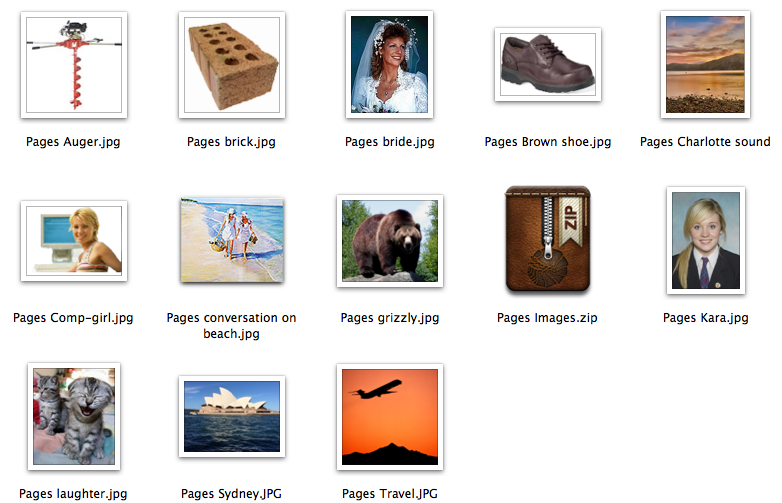 Pages Auger.jpg
Pages brick.jpg
Pages bride.jpg
Pages Brown shoe.jpg
Pages Charlotte sound
ZIP
Pages Comp-girl.jpg
Pages conversation on
beach.jpg
Pages grizzly.jpg
Pages Images.zip
Pages Kara.jpg
Pages laughter.jpg
Pages Sydney.JPG
Pages Travel.JPG